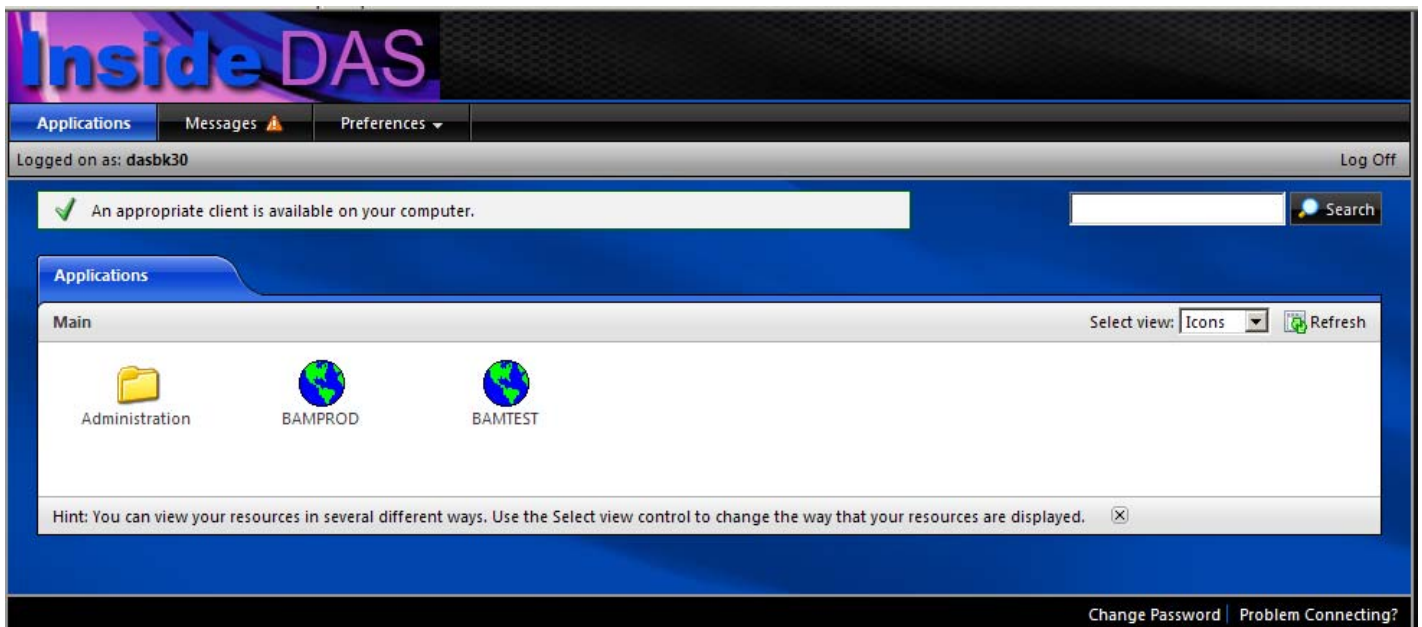 Inside DAS
Applications Messages Preferences
Logged on as: dasbk30 Log Off
An appropriate client is available on your computer. Search
Applications
Main Select view: Icons Refresh
Administration BAMPROD BAMTEST
Hint: You can view your resources in several different ways. Use the Select view control to change the way that your resources are displayed.
Change Password | Problem Connecting?